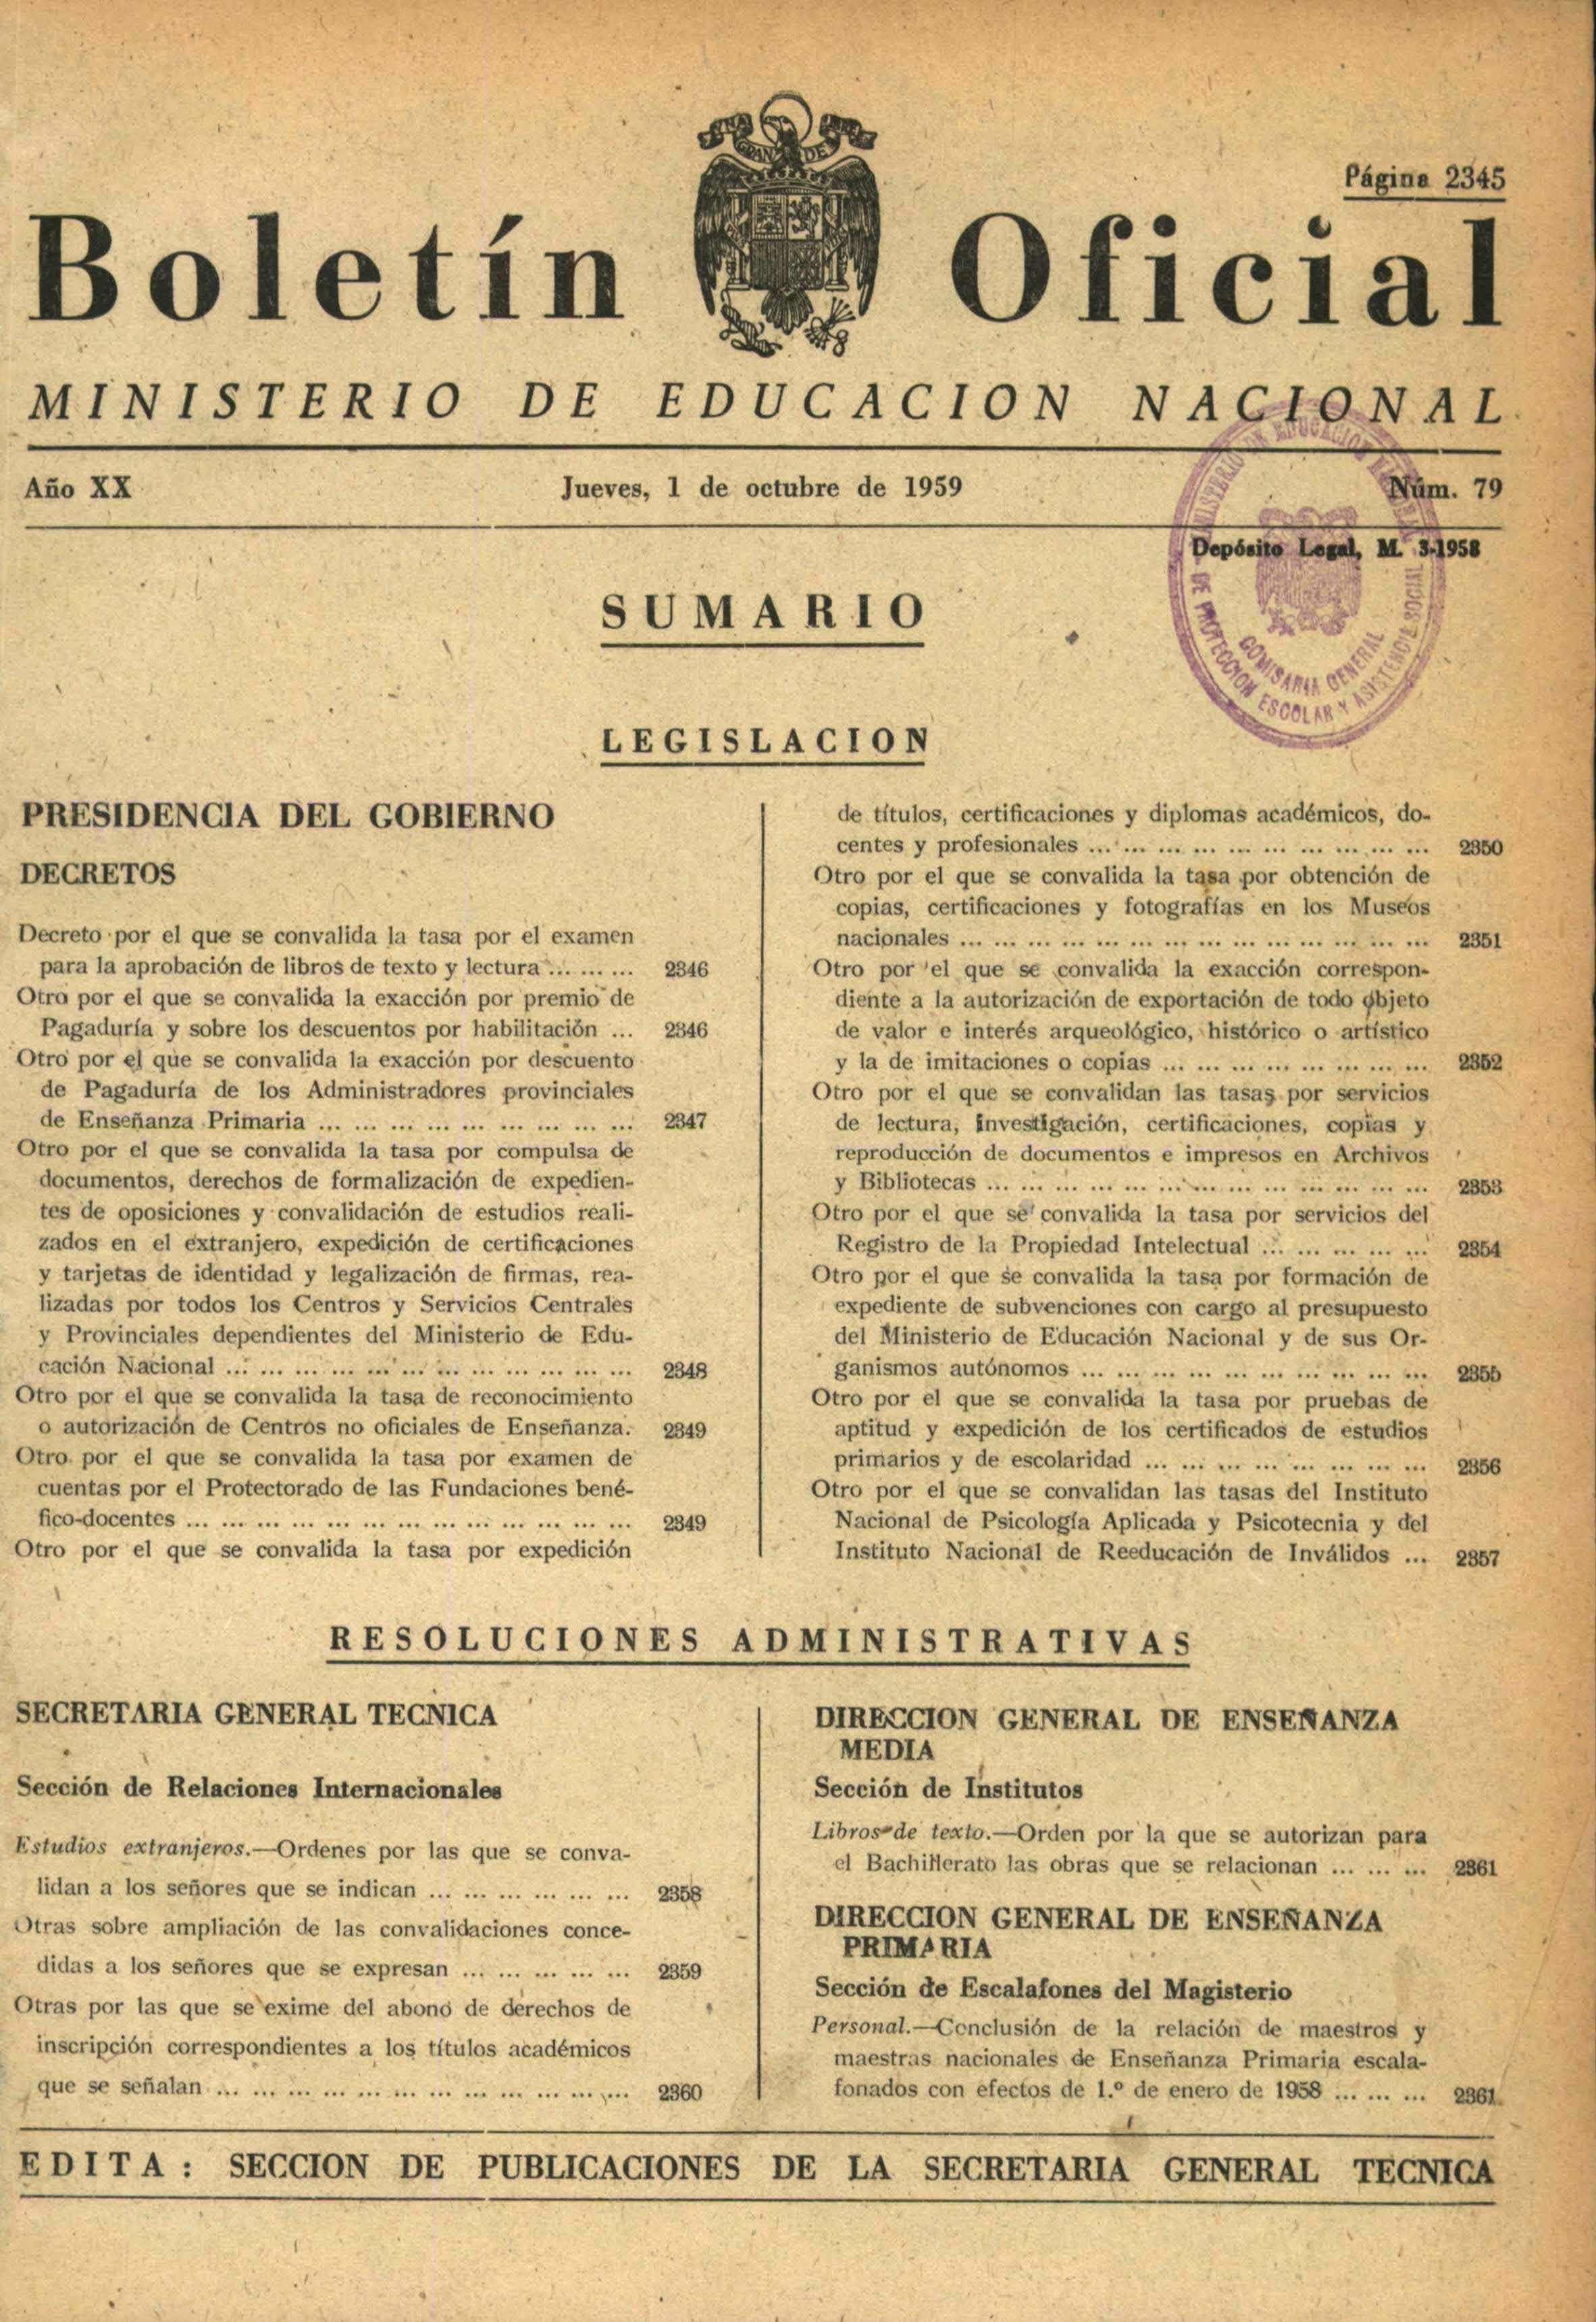 Página 2345
Boletín Oficial
MINISTERIO DE EDUCACION NACIONAL
Año XX
Jueves, 1 de octubre de 1959
Núm. 79
Depósito Legal, M. 3-1958
DE PROTECCION ESCOLAR Y ASISTENCIA SOCIAL
COMISARIA GENERAL
SUMARIO
LEGISLACION
PRESIDENCIA DEL GOBIERNO
DECRETOS
Decreto por el que se convalida la tasa por el examen
para la aprobación de libros de texto y lectura ... ... ... 2346
Otro por el que se convalida la exacción por premio de
Pagaduría y sobre los descuentos por habilitación ... 2346
Otro por el que se convalida la exacción por descuento
de Pagaduría de los Administradores provinciales
de Enseñanza Primaria ... ... ... ... ... ... ... ... ... 2347
Otro por el que se convalida la tasa por compulsa de
documentos, derechos de formalización de expedien-
tes de oposiciones y convalidación de estudios reali-
zados en el extranjero, expedición de certificaciones
y tarjetas de identidad y legalización de firmas, rea-
lizadas por todos los Centros y Servicios Centrales
y Provinciales dependientes del Ministerio de Edu-
cación Nacional ... ... ... ... ... ... ... ... ... ... ... ... 2348
Otro por el que se convalida la tasa de reconocimiento
o autorización de Centros no oficiales de Enseñanza. 2349
Otro por el que se convalida la tasa por examen de
cuentas por el Protectorado de las Fundaciones bené-
fico-docentes ... ... ... ... ... ... ... ... ... ... ... ... ... 2349
Otro por el que se convalida la tasa por expedición
de títulos, certificaciones y diplomas académicos, do-
centes y profesionales ... ... ... ... ... ... ... ... ... ... 2350
Otro por el que se convalida la tasa por obtención de
copias, certificaciones y fotografías en los Museos
nacionales ... ... ... ... ... ... ... ... ... ... ... ... ... ... 2351
Otro por el que se convalida la exacción correspon-
diente a la autorización de exportación de todo objeto
de valor e interés arqueológico, histórico o artístico
y la de imitaciones o copias ... ... ... ... ... ... ... ... 2352
Otro por el que se convalidan las tasas por servicios
de lectura, investigación, certificaciones, copias y
reproducción de documentos e impresos en Archivos
y Bibliotecas ... ... ... ... ... ... ... ... ... ... ... ... ... 2353
Otro por el que se convalida la tasa por servicios del
Registro de la Propiedad Intelectual ... ... ... ... ... 2354
Otro por el que se convalida la tasa por formación de
expediente de subvenciones con cargo al presupuesto
del Ministerio de Educación Nacional y de sus Or-
ganismos autónomos ... ... ... ... ... ... ... ... ... ... 2355
Otro por el que se convalida la tasa por pruebas de
aptitud y expedición de los certificados de estudios
primarios y de escolaridad ... ... ... ... ... ... ... ... 2356
Otro por el que se convalidan las tasas del Instituto
Nacional de Psicología Aplicada y Psicotecnia y del
Instituto Nacional de Reeducación de Inválidos ... 2357
RESOLUCIONES ADMINISTRATIVAS
SECRETARIA GENERAL TECNICA
Sección de Relaciones Internacionales
Estudios extranjeros.—Ordenes por las que se conva-
lidan a los señores que se indican ... ... ... ... ... ... 2358
Otras sobre ampliación de las convalidaciones conce-
didas a los señores que se expresan ... ... ... ... ... 2359
Otras por las que se exime del abono de derechos de
inscripción correspondientes a los títulos académicos
que se señalan ... ... ... ... ... ... ... ... ... ... ... ... 2360
DIRECCION GENERAL DE ENSEÑANZA
MEDIA
Sección de Institutos
Libros de texto.—Orden por la que se autorizan para
el Bachillerato las obras que se relacionan ... ... ... 2361
DIRECCION GENERAL DE ENSEÑANZA
PRIMARIA
Sección de Escalafones del Magisterio
Personal.—Conclusión de la relación de maestros y
maestras nacionales de Enseñanza Primaria escala-
fonados con efectos de 1.º de enero de 1958 ... ... ... 2361
EDITA: SECCION DE PUBLICACIONES DE LA SECRETARIA GENERAL TECNICA